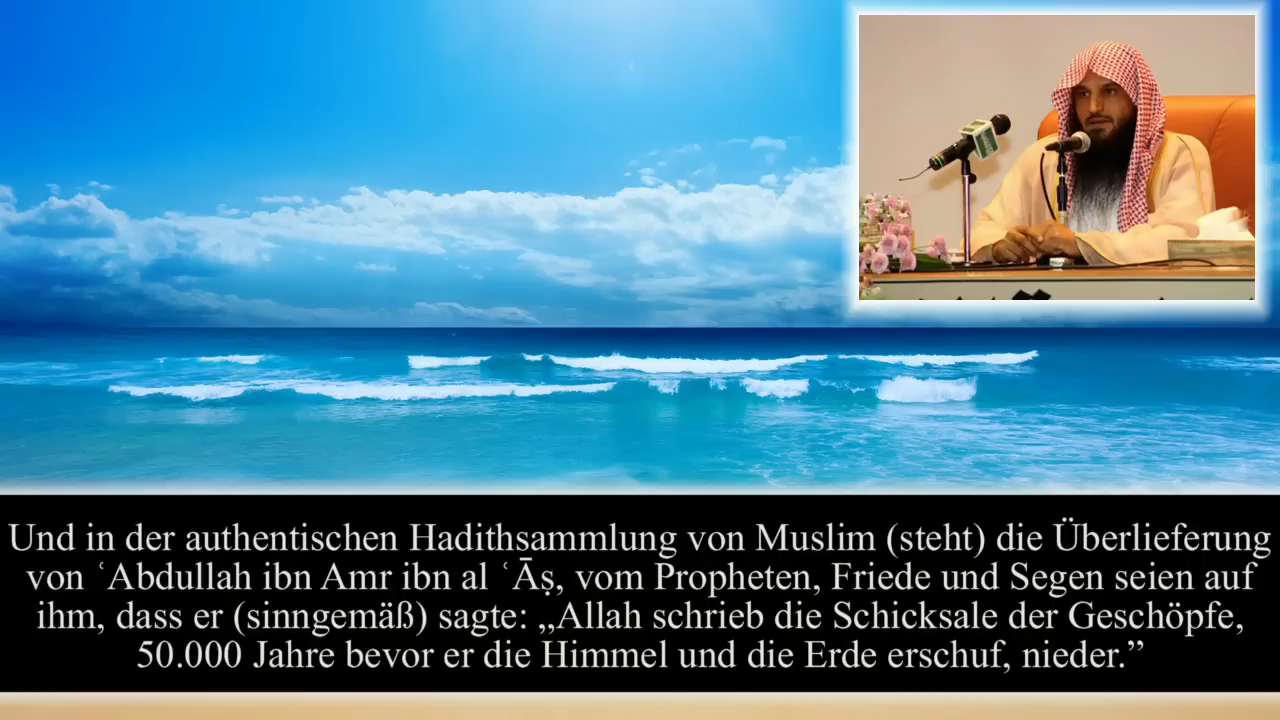 Und in der authentischen Hadithsammlung von Muslim (steht) die Überlieferung
von ʿAbdullah ibn Amr ibn al ʿĀṣ, vom Propheten, Friede und Segen seien auf
ihm, dass er (sinngemäß) sagte: „Allah schrieb die Schicksale der Geschöpfe,
50.000 Jahre bevor er die Himmel und die Erde erschuf, nieder.”